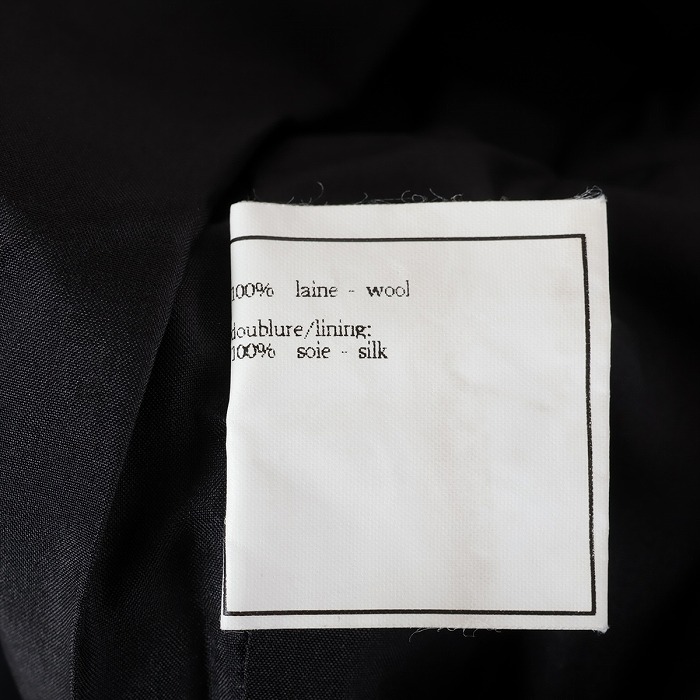 100% laine - wool
doublure/lining:
100% soie - silk